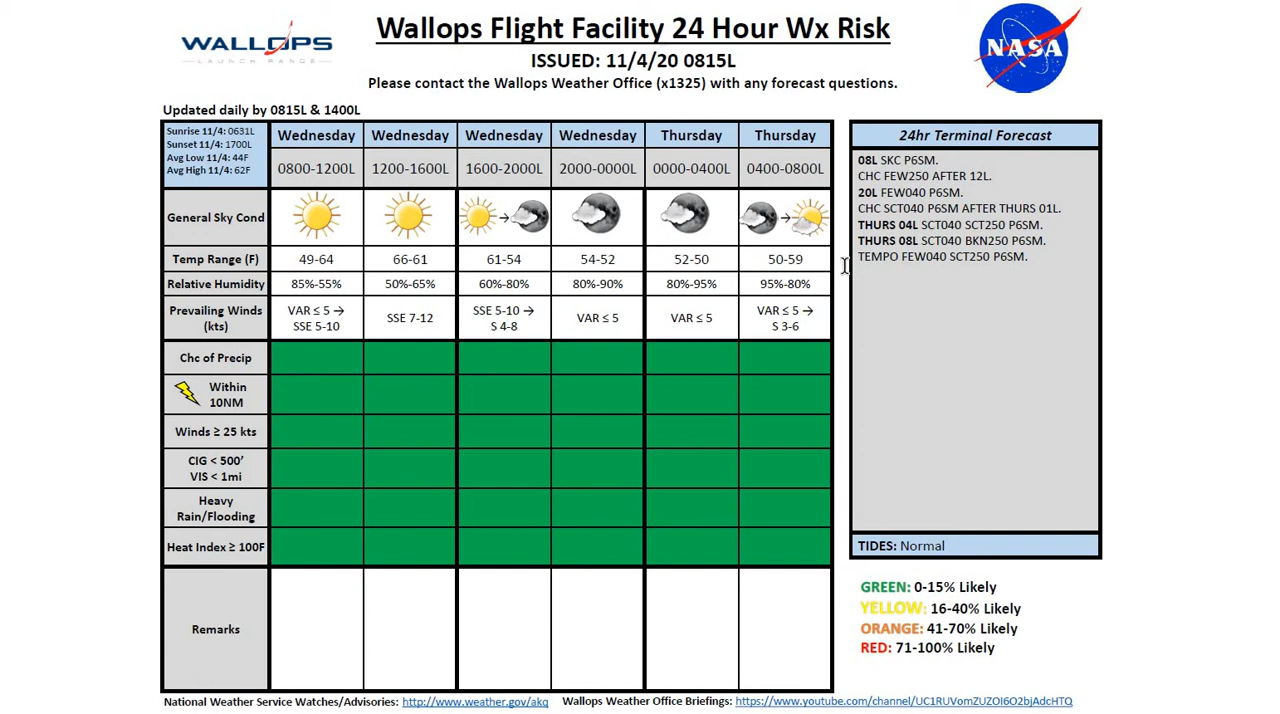 WALLOPS
LAUNCH RANGE
Wallops Flight Facility 24 Hour Wx Risk
ISSUED: 11/4/20 0815L
Please contact the Wallops Weather Office (x1325) with any forecast questions.
NASA
Updated daily by 0815L & 1400L
Sunrise 11/4: 0631L
Sunset 11/4: 1700L
Avg Low 11/4: 44F
Avg High 11/4: 62F
Wednesday Wednesday Wednesday Wednesday Thursday Thursday
0800-1200L 1200-1600L 1600-2000L 2000-0000L 0000-0400L 0400-0800L
General Sky Cond → →
Temp Range (F) 49-64 66-61 61-54 54-52 52-50 50-59
Relative Humidity 85%-55% 50%-65% 60%-80% 80%-90% 80%-95% 95%-80%
Prevailing Winds (kts) VAR ≤ 5 → SSE 5-10 SSE 7-12 SSE 5-10 → S 4-8 VAR ≤ 5 VAR ≤ 5 VAR ≤ 5 → S 3-6
Chc of Precip
Within
10NM
Winds ≥ 25 kts
CIG < 500’
VIS < 1mi
Heavy
Rain/Flooding
Heat Index ≥ 100F
Remarks
24hr Terminal Forecast
08L SKC P6SM.
CHC FEW250 AFTER 12L.
20L FEW040 P6SM.
CHC SCT040 P6SM AFTER THURS 01L.
THURS 04L SCT040 SCT250 P6SM.
THURS 08L SCT040 BKN250 P6SM.
TEMPO FEW040 SCT250 P6SM.
TIDES: Normal
GREEN: 0-15% Likely
YELLOW: 16-40% Likely
ORANGE: 41-70% Likely
RED: 71-100% Likely
National Weather Service Watches/Advisories: http://www.weather.gov/akq Wallops Weather Office Briefings: https://www.youtube.com/channel/UC1RUVomZUZOI6O2bjAdcHTQ